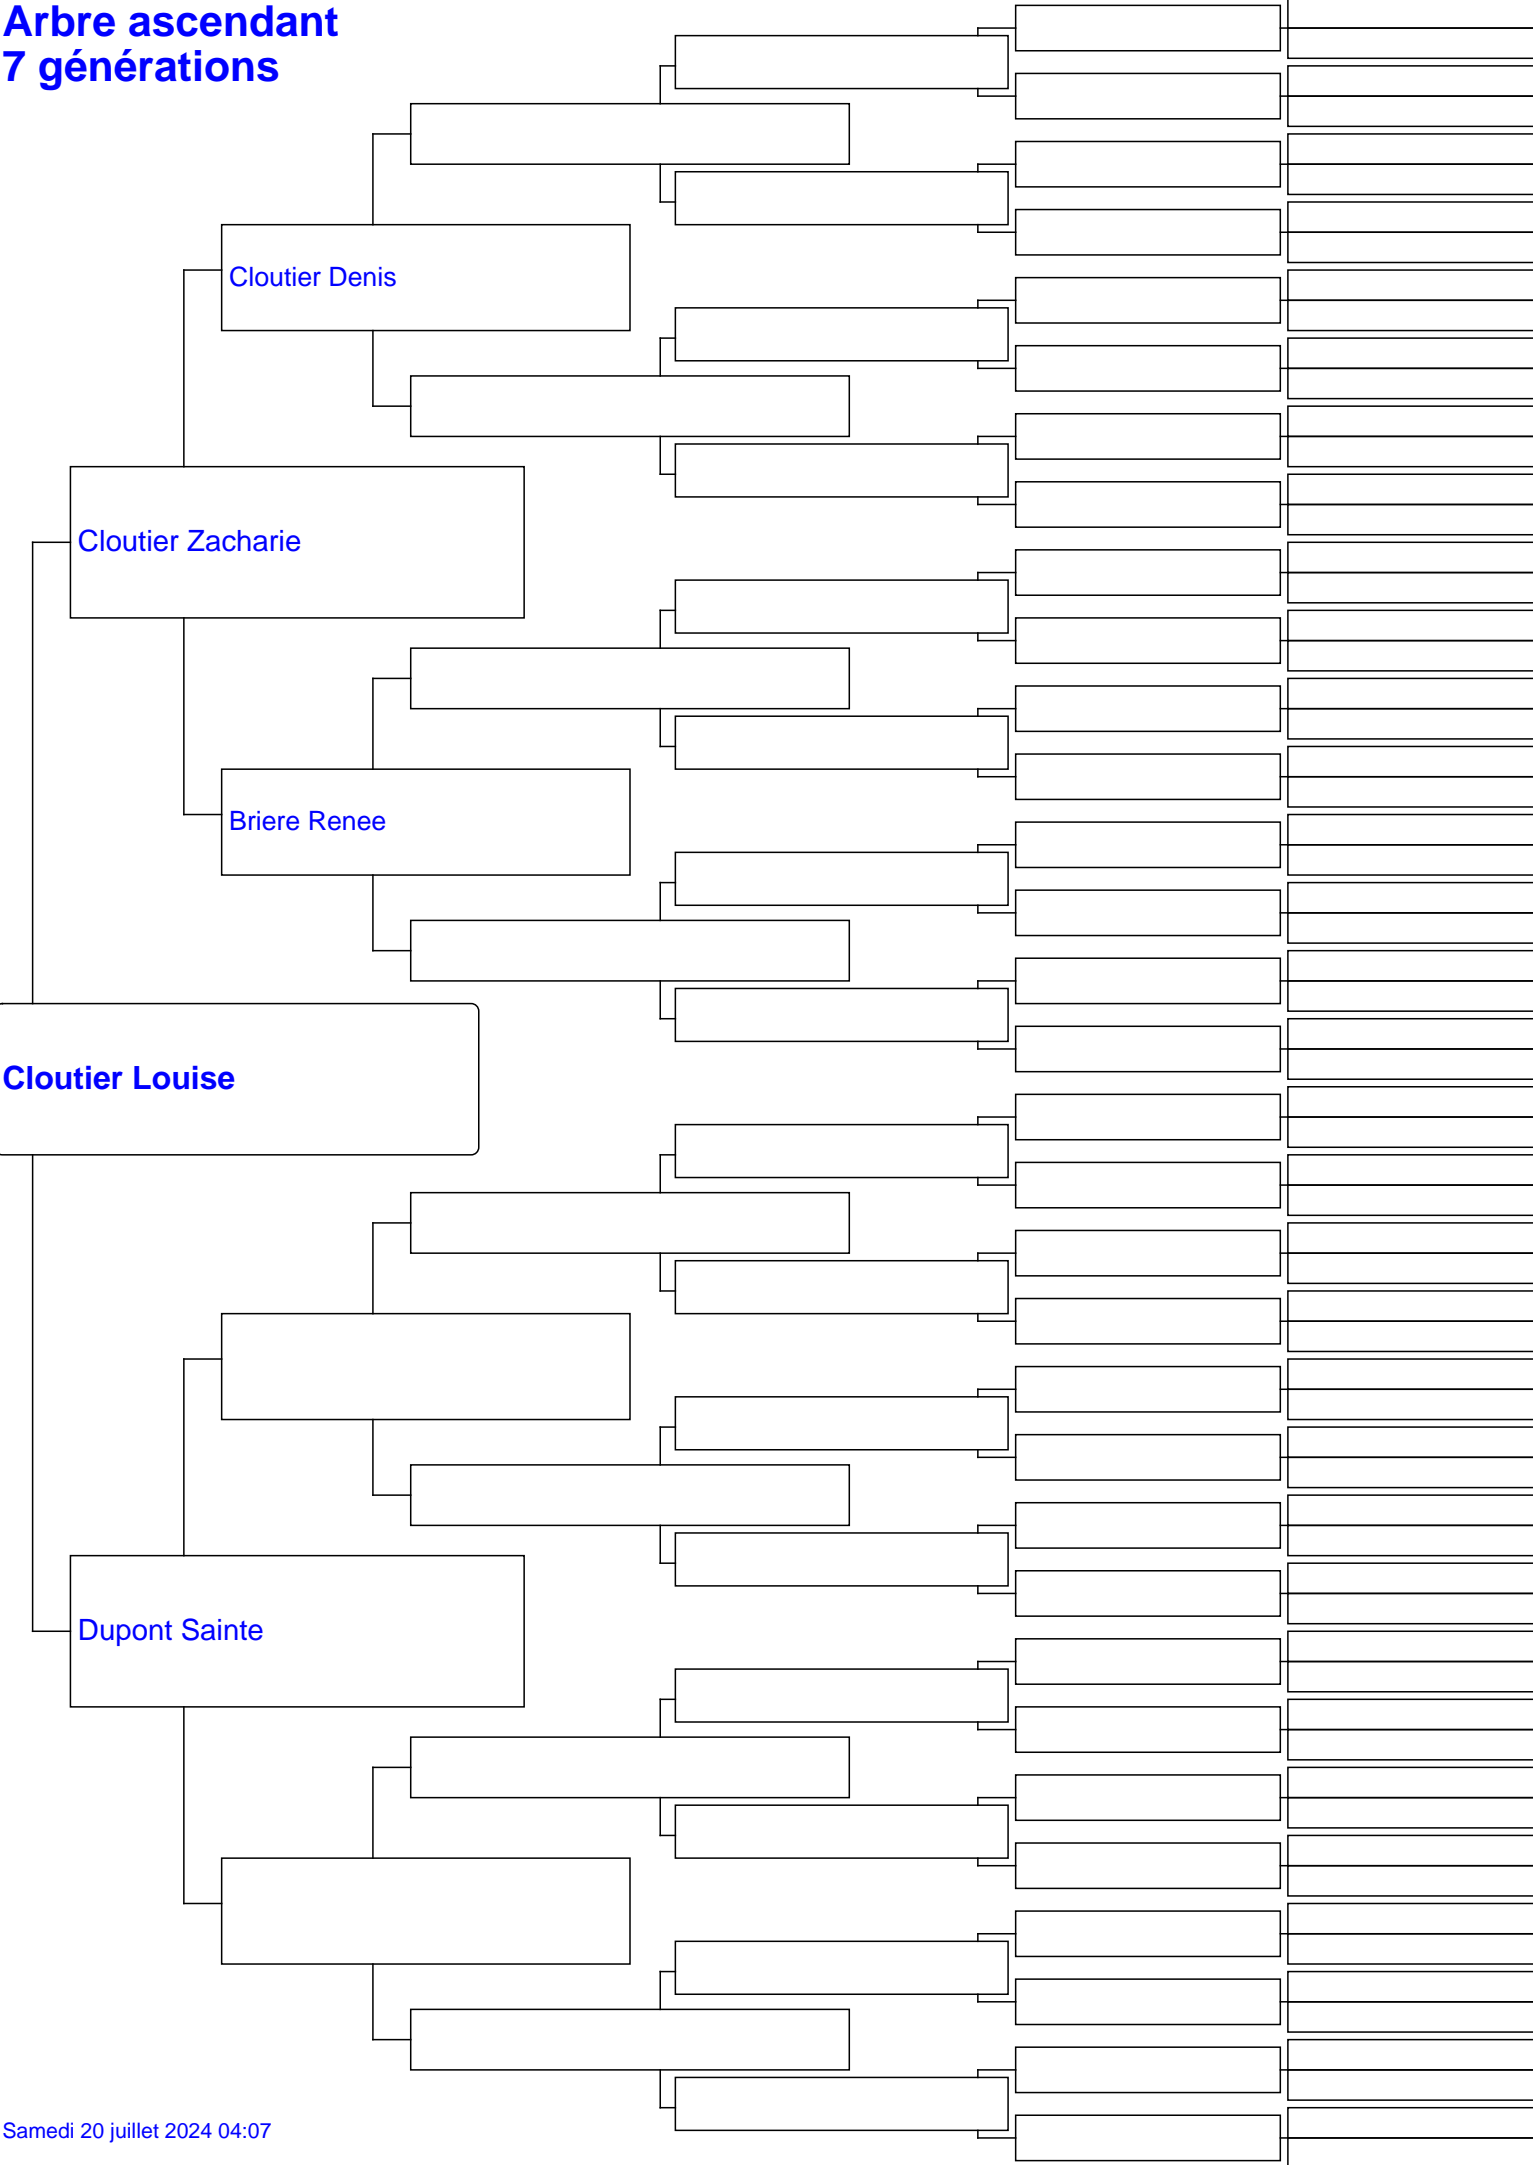 Arbre ascendant
7 générations
Cloutier Denis
Cloutier Zacharie
Briere Renee
Cloutier Louise
Dupont Sainte
Samedi 20 juillet 2024 04:07